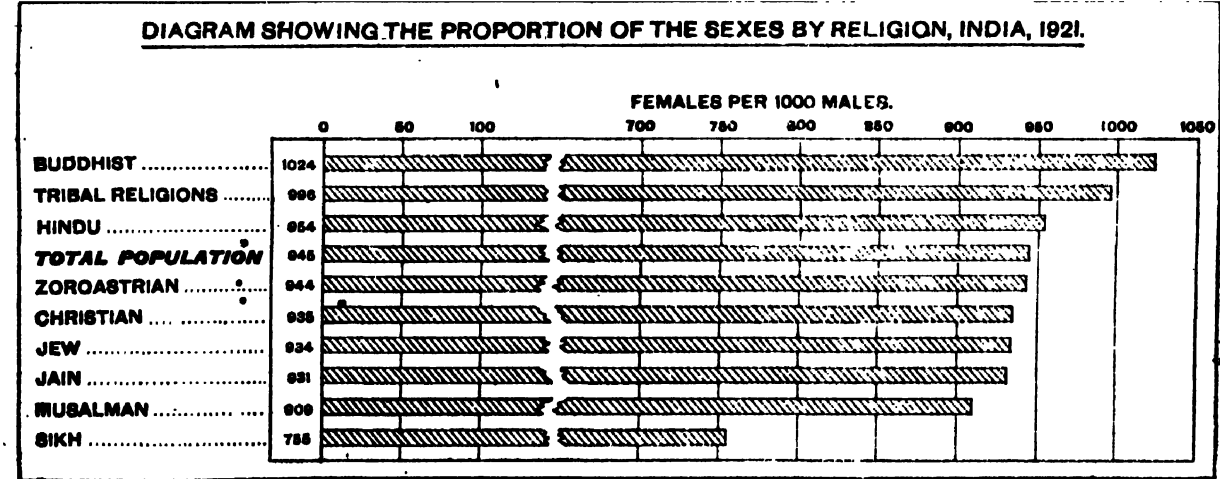 DIAGRAM SHOWING THE PROPORTION OF THE SEXES BY RELIGION, INDIA, 1921.
FEMALES PER 1000 MALES.
0 50 100 700 750 800 850 900 950 1000 1050
BUDDHIST .............. 1024
TRIBAL RELIGIONS ........ 996
HINDU ........................ 954
TOTAL POPULATION 945
ZOROASTRIAN ............ 944
CHRISTIAN .... ............ 935
JEW ........................... 934
JAIN ........................... 931
MUSALMAN ............ .... 909
SIKH ........................... 755